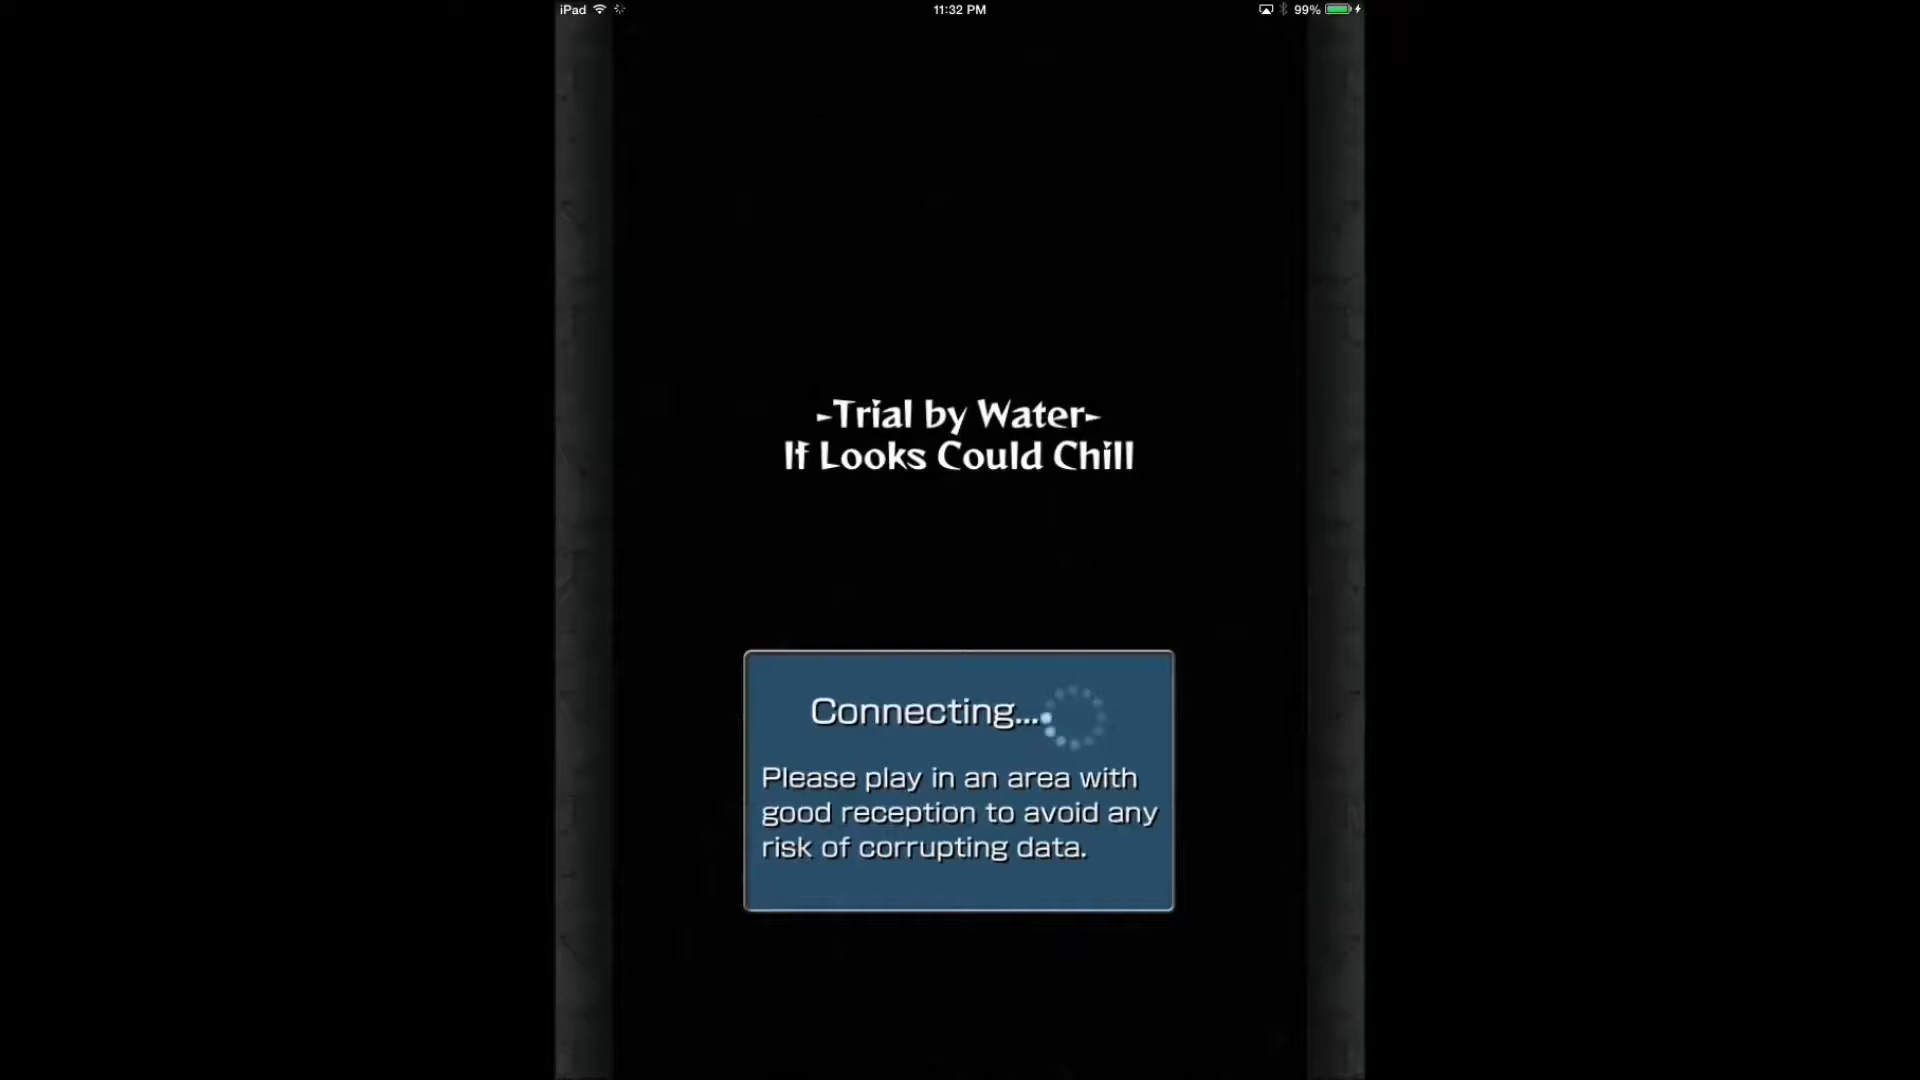 iPad
11:32 PM
99%
-Trial by Water-
If Looks Could Chill
Connecting...
Please play in an area with
good reception to avoid any
risk of corrupting data.